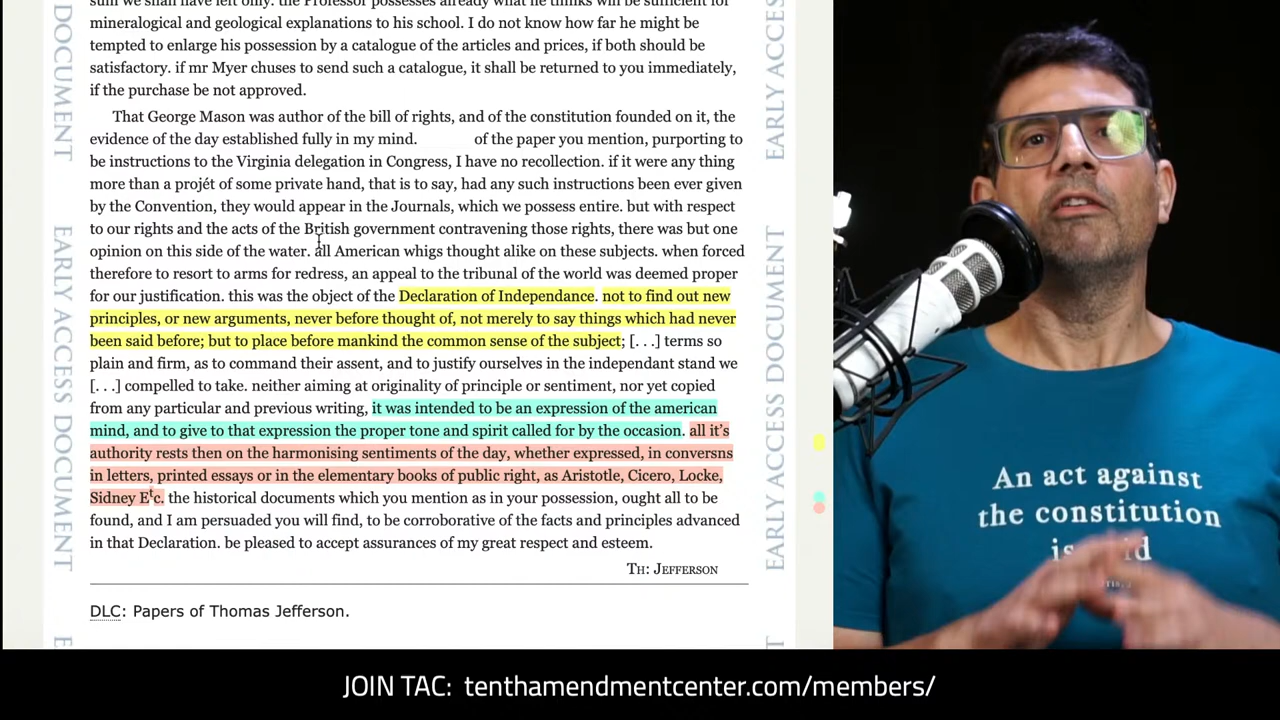 sum we shall have left only. the Professor possesses already what he thinks will be sufficient for
mineralogical and geological explanations to his school. I do not know how far he might be
tempted to enlarge his possession by a catalogue of the articles and prices, if both should be
satisfactory. if mr Myer chuses to send such a catalogue, it shall be returned to you immediately,
if the purchase be not approved.
That George Mason was author of the bill of rights, and of the constitution founded on it, the
evidence of the day established fully in my mind. of the paper you mention, purporting to
be instructions to the Virginia delegation in Congress, I have no recollection. if it were any thing
more than a projét of some private hand, that is to say, had any such instructions been ever given
by the Convention, they would appear in the Journals, which we possess entire. but with respect
to our rights and the acts of the British government contravening those rights, there was but one
opinion on this side of the water. all American whigs thought alike on these subjects. when forced
therefore to resort to arms for redress, an appeal to the tribunal of the world was deemed proper
for our justification. this was the object of the Declaration of Independance. not to find out new
principles, or new arguments, never before thought of, not merely to say things which had never
been said before; but to place before mankind the common sense of the subject; [. . .] terms so
plain and firm, as to command their assent, and to justify ourselves in the independant stand we
[. . .] compelled to take. neither aiming at originality of principle or sentiment, nor yet copied
from any particular and previous writing, it was intended to be an expression of the american
mind, and to give to that expression the proper tone and spirit called for by the occasion. all it's
authority rests then on the harmonising sentiments of the day, whether expressed, in conversns
in letters, printed essays or in the elementary books of public right, as Aristotle, Cicero, Locke,
Sidney Etc. the historical documents which you mention as in your possession, ought all to be
found, and I am persuaded you will find, to be corroborative of the facts and principles advanced
in that Declaration. be pleased to accept assurances of my great respect and esteem.
TH: JEFFERSON
DLC: Papers of Thomas Jefferson.
DOCUMENT
EARLY ACCESS DOCUMENT
E
EARLY ACCES
EARLY ACCESS DOCUMENT
An act against
the constitution
is
JOIN TAC: tenthamendmentcenter.com/members/